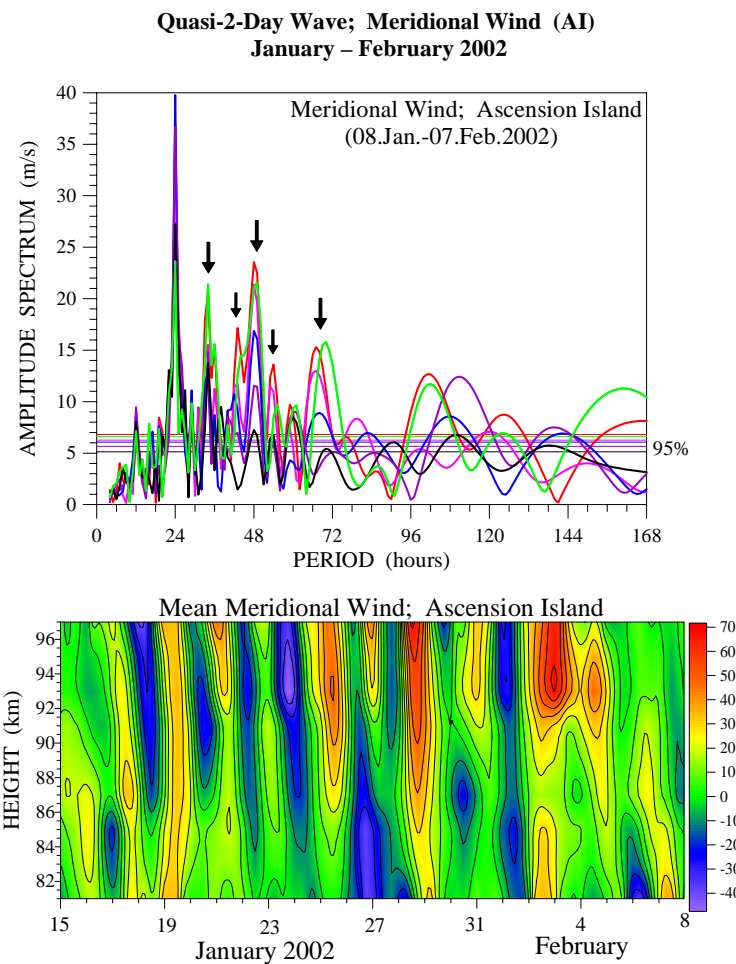 Quasi-2-Day Wave; Meridional Wind (AI)
January – February 2002
Meridional Wind; Ascension Island
(08.Jan.-07.Feb.2002)
AMPLITUDE SPECTRUM (m/s)
40
35
30
25
20
15
10
5
0
95%
0 24 48 72 96 120 144 168
PERIOD (hours)
Mean Meridional Wind; Ascension Island
HEIGHT (km)
96
94
92
90
88
86
84
82
15 19 23 27 31 4 8
January 2002 February
70
60
50
40
30
20
10
0
-10
-20
-30
-40